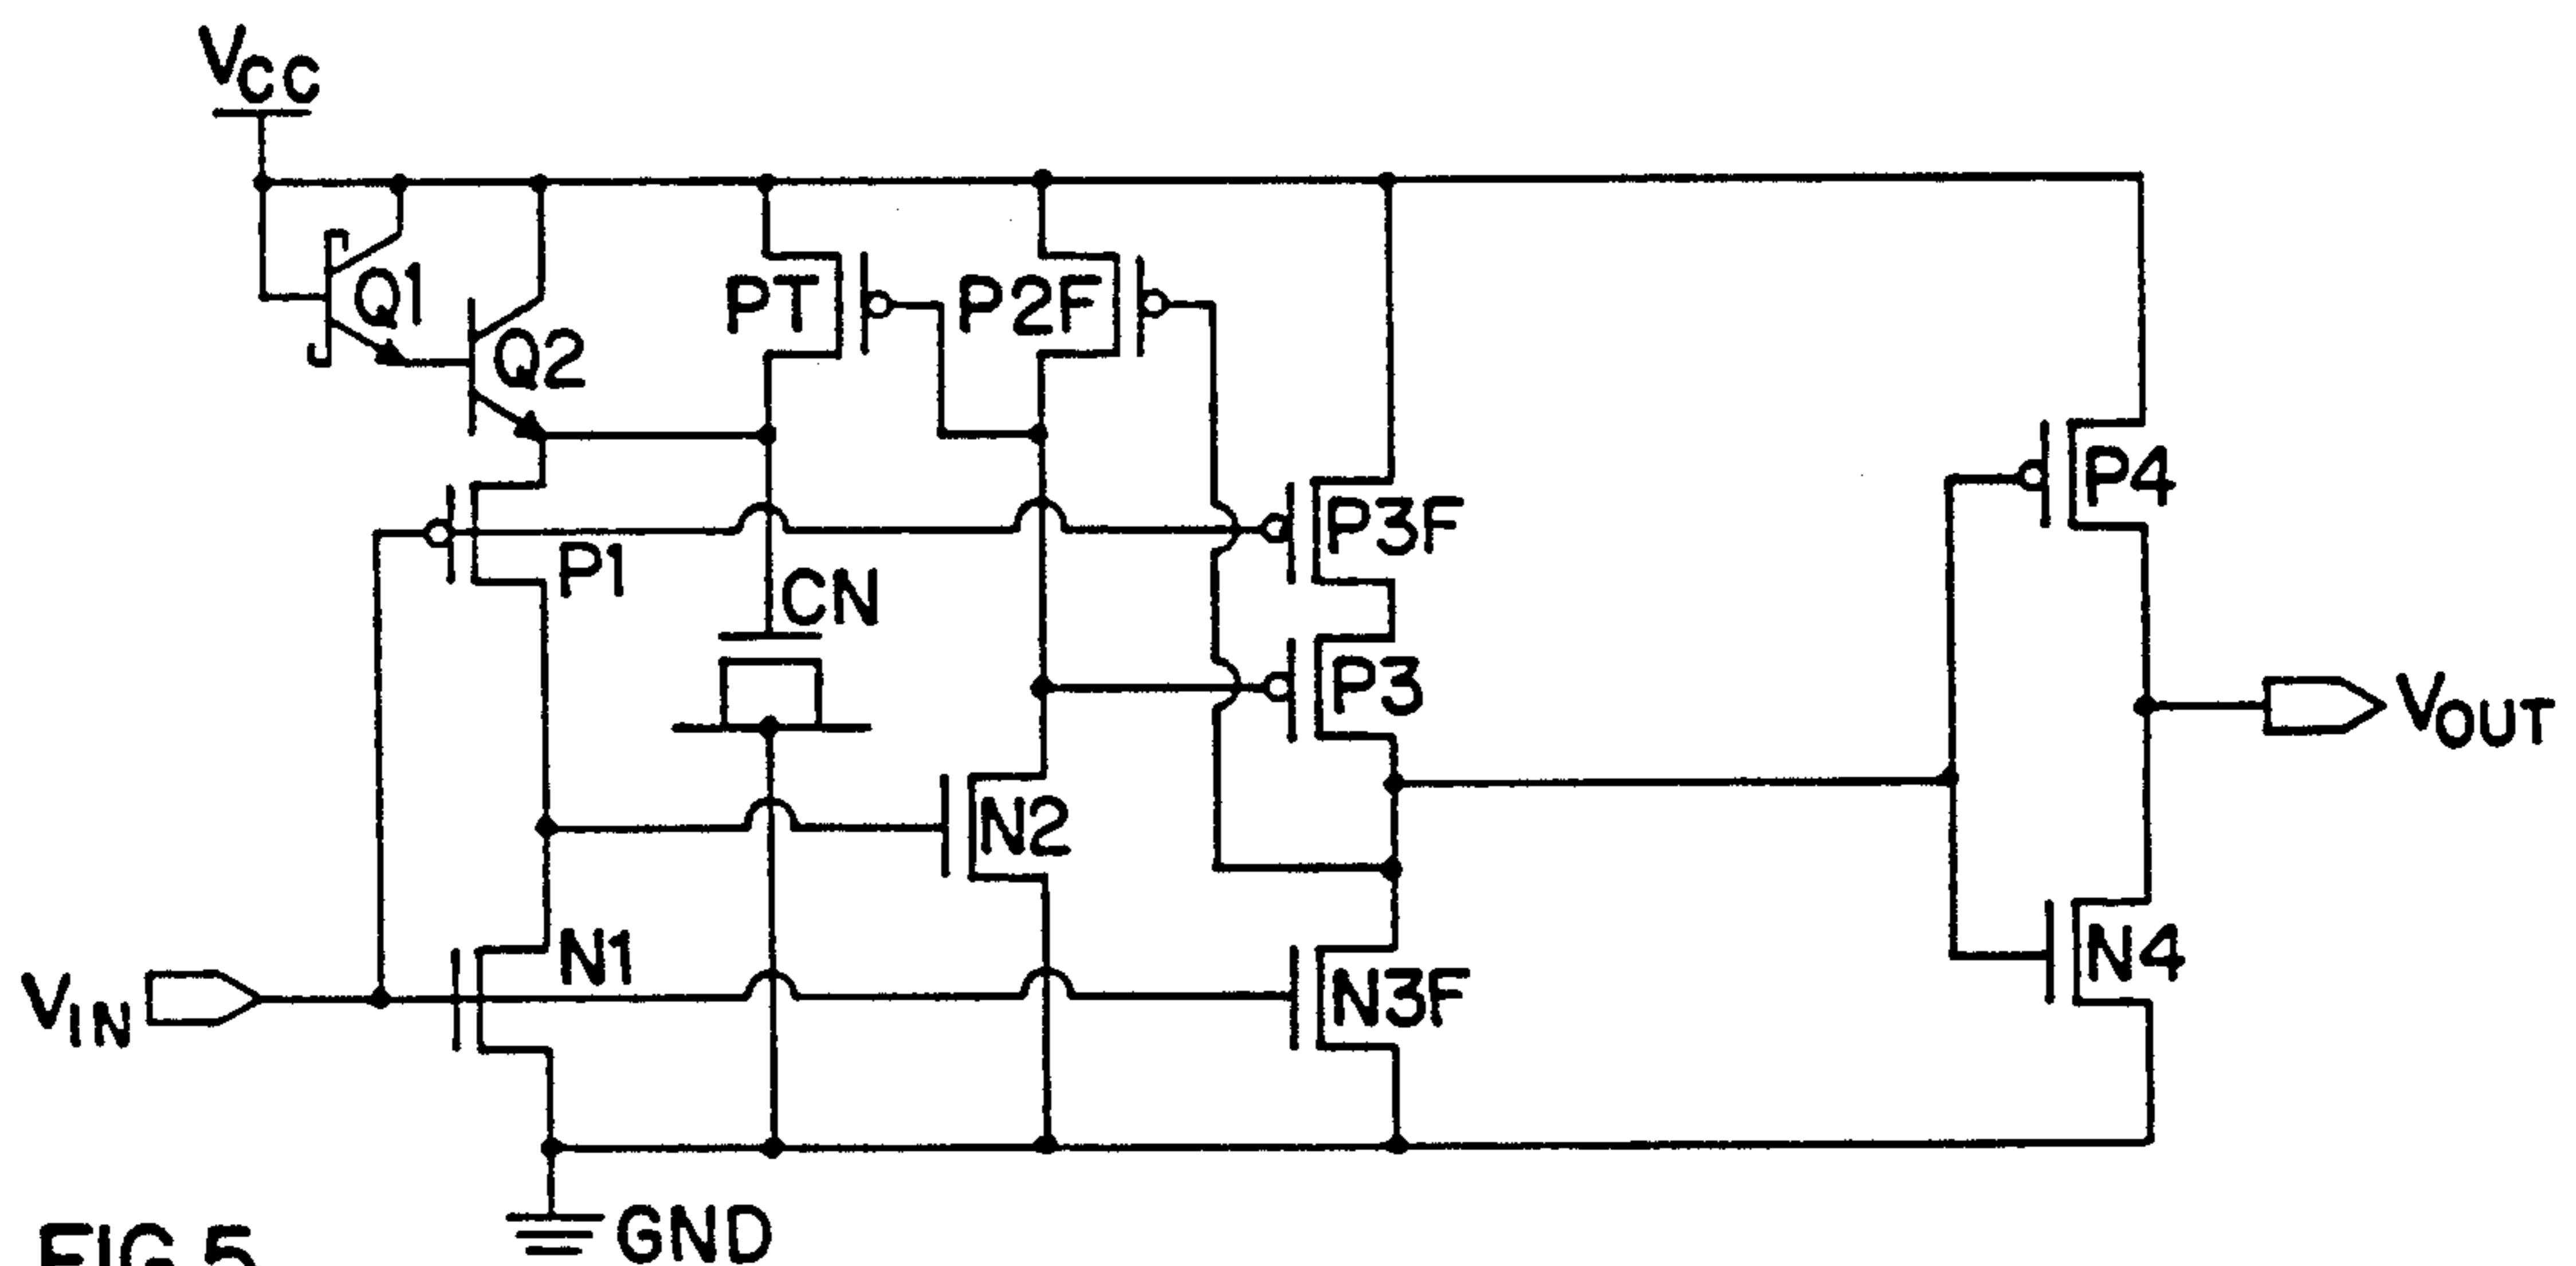 VCC
Q1
Q2
PT
P2F
P1
CN
P3F
P3
P4
VOUT
N2
N1
N3F
N4
VIN
GND
FIG.5